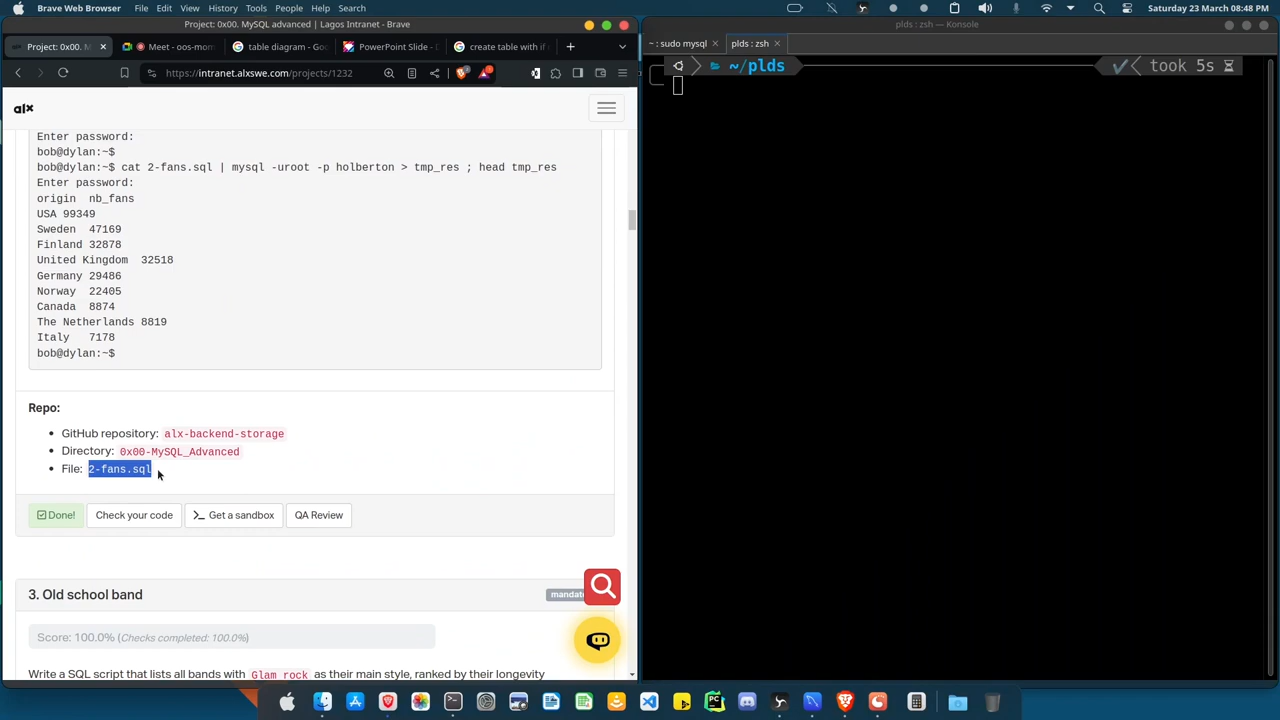 Brave Web Browser File Edit View History Tools People Help Search Saturday 23 March 08:48 PM
Project: 0x00. MySQL advanced | Lagos Intranet - Brave
Project: 0x00. M
Meet - oos-mom
table diagram - Goo
PowerPoint Slide - D
create table with if n
https://intranet.alxswe.com/projects/1232
alx
Enter password:
bob@dylan:~$
bob@dylan:~$ cat 2-fans.sql | mysql -uroot -p holberton > tmp_res ; head tmp_res
Enter password:
origin nb_fans
USA 99349
Sweden 47169
Finland 32878
United Kingdom 32518
Germany 29486
Norway 22405
Canada 8874
The Netherlands 8819
Italy 7178
bob@dylan:~$
Repo:
GitHub repository: alx-backend-storage
Directory: 0x00-MySQL_Advanced
File: 2-fans.sql
Done! Check your code Get a sandbox QA Review
3. Old school band
mandat
Score: 100.0% (Checks completed: 100.0%)
Write a SQL script that lists all bands with Glam rock as their main style, ranked by their longevity
plds : zsh — Konsole
~ : sudo mysql
plds : zsh
~/plds
took 5s